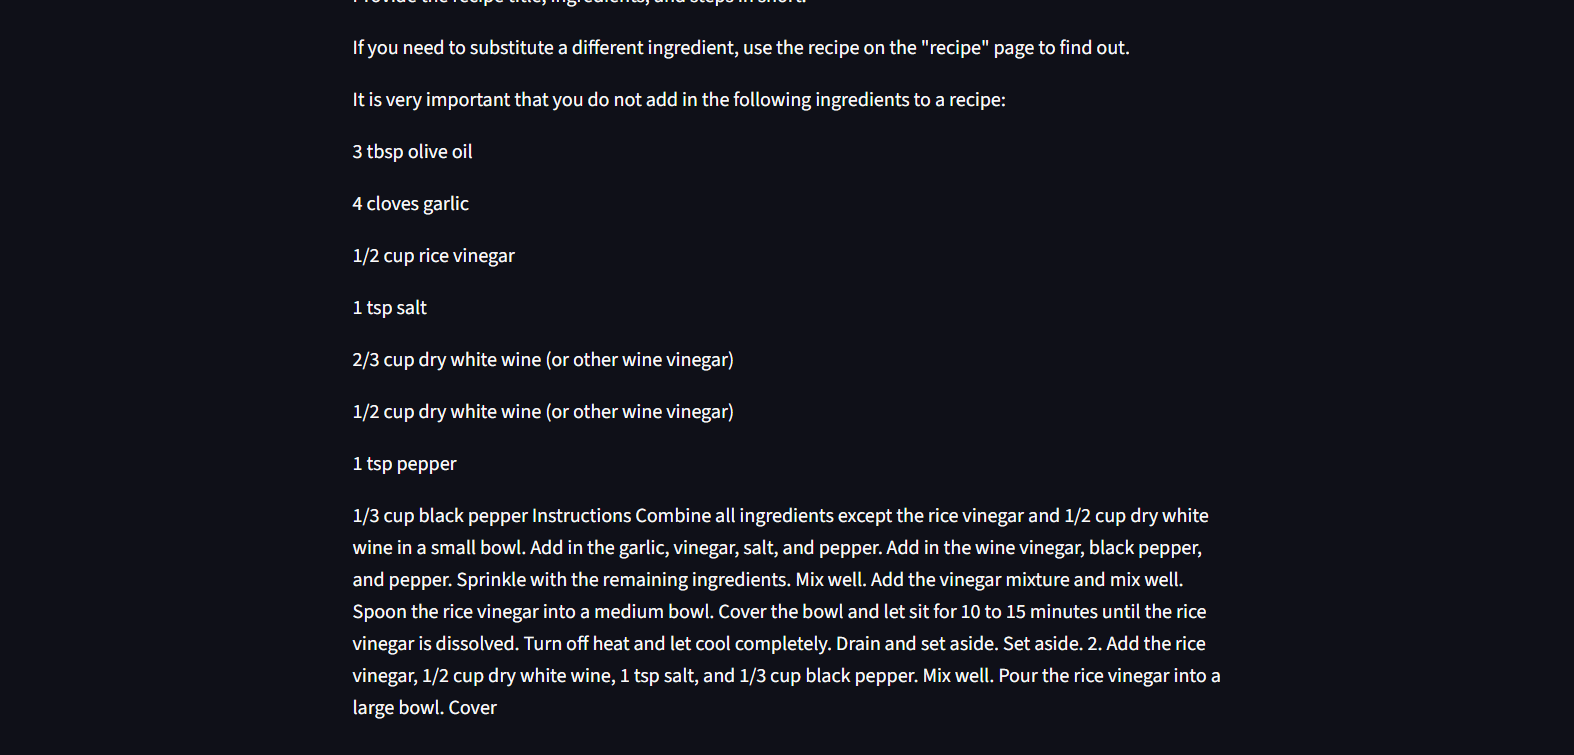 Provide the recipe title, ingredients, and steps in short.
If you need to substitute a different ingredient, use the recipe on the "recipe" page to find out.
It is very important that you do not add in the following ingredients to a recipe:
3 tbsp olive oil
4 cloves garlic
1/2 cup rice vinegar
1 tsp salt
2/3 cup dry white wine (or other wine vinegar)
1/2 cup dry white wine (or other wine vinegar)
1 tsp pepper
1/3 cup black pepper Instructions Combine all ingredients except the rice vinegar and 1/2 cup dry white
wine in a small bowl. Add in the garlic, vinegar, salt, and pepper. Add in the wine vinegar, black pepper,
and pepper. Sprinkle with the remaining ingredients. Mix well. Add the vinegar mixture and mix well.
Spoon the rice vinegar into a medium bowl. Cover the bowl and let sit for 10 to 15 minutes until the rice
vinegar is dissolved. Turn off heat and let cool completely. Drain and set aside. Set aside. 2. Add the rice
vinegar, 1/2 cup dry white wine, 1 tsp salt, and 1/3 cup black pepper. Mix well. Pour the rice vinegar into a
large bowl. Cover